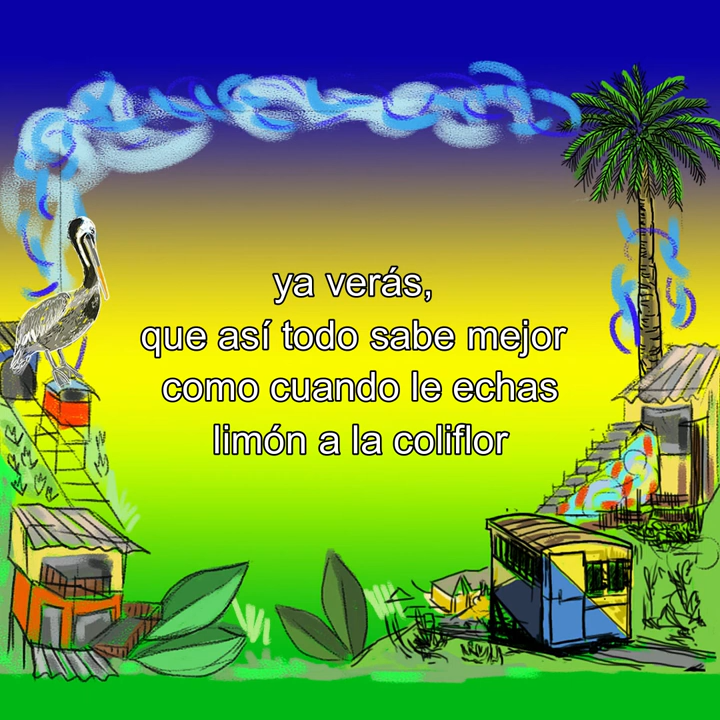 ya verás,
que así todo sabe mejor
como cuando le echas
limón a la coliflor